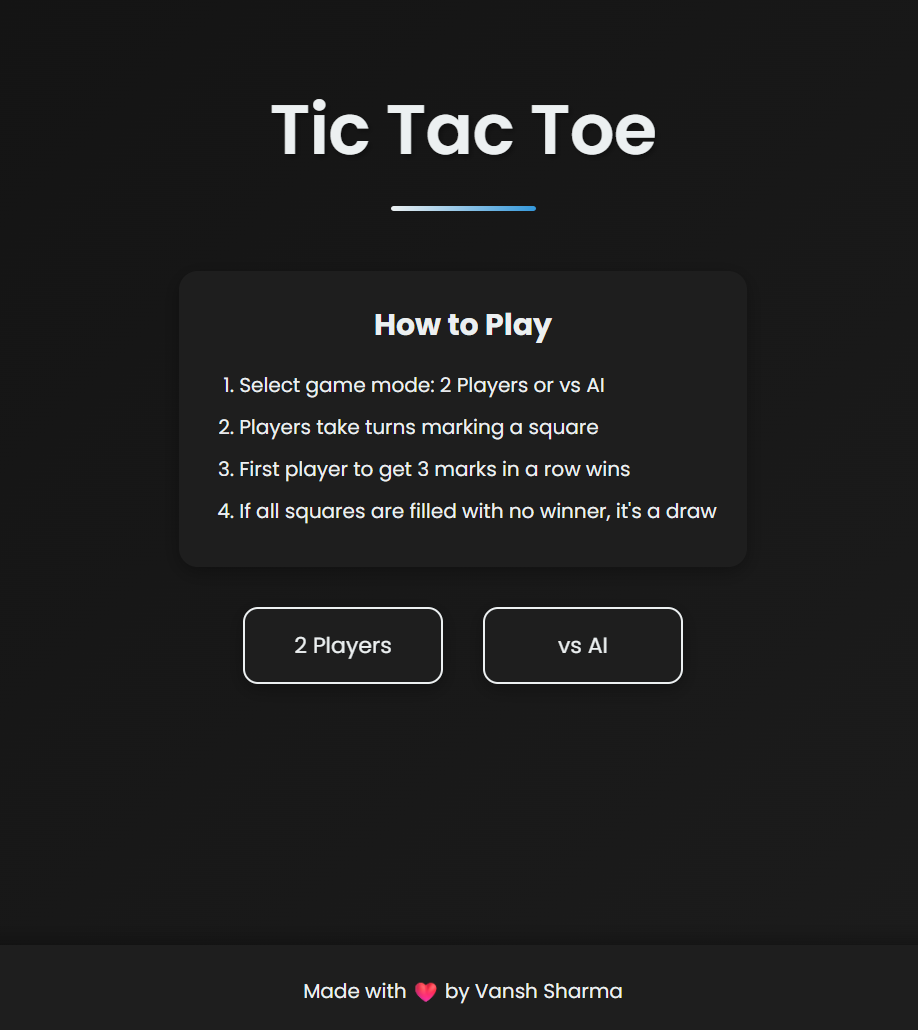 Tic Tac Toe
How to Play
1. Select game mode: 2 Players or vs AI
2. Players take turns marking a square
3. First player to get 3 marks in a row wins
4. If all squares are filled with no winner, it's a draw
2 Players
vs AI
Made with 💖 by Vansh Sharma